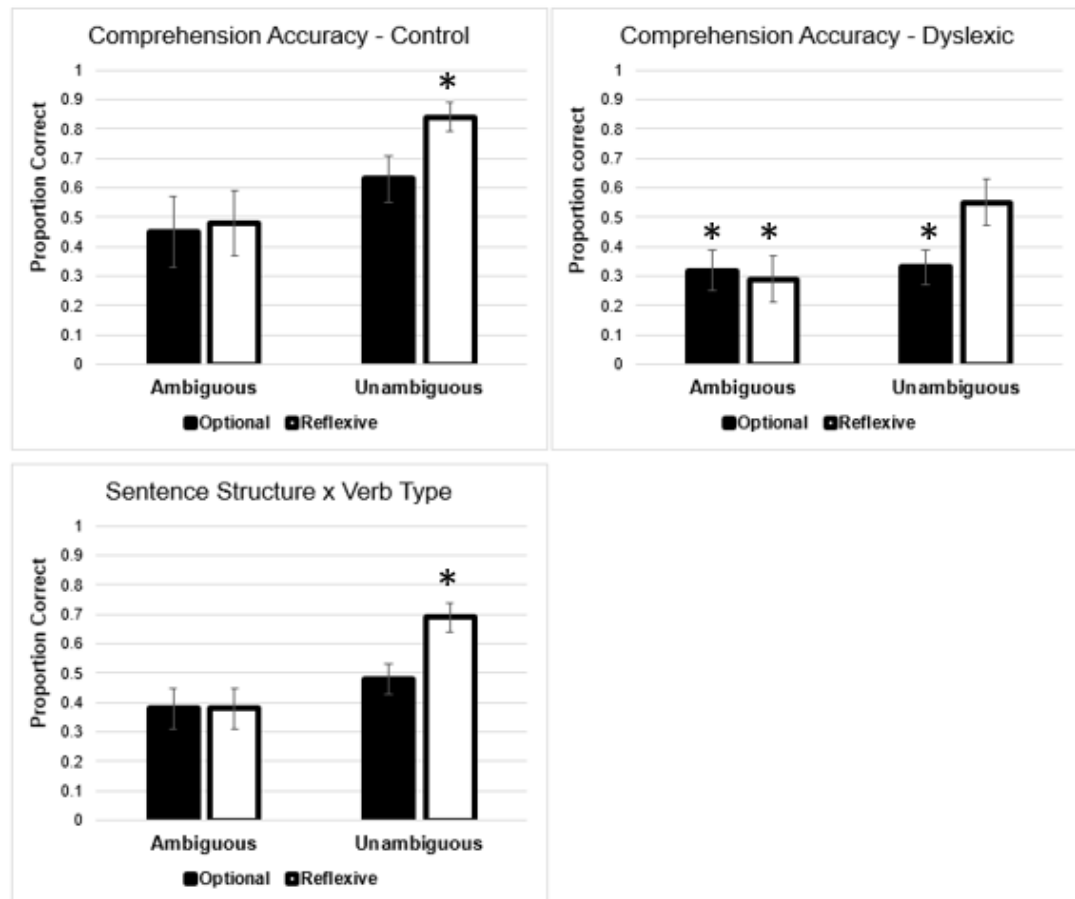 Comprehension Accuracy - Control
*
Proportion Correct
1
0.9
0.8
0.7
0.6
0.5
0.4
0.3
0.2
0.1
0
Ambiguous Unambiguous
Optional Reflexive
Comprehension Accuracy - Dyslexic
Proportion correct
1
0.9
0.8
0.7
0.6
0.5
0.4
0.3
0.2
0.1
0
* * *
Ambiguous Unambiguous
Optional Reflexive
Sentence Structure x Verb Type
*
Proportion Correct
1
0.9
0.8
0.7
0.6
0.5
0.4
0.3
0.2
0.1
0
Ambiguous Unambiguous
Optional Reflexive